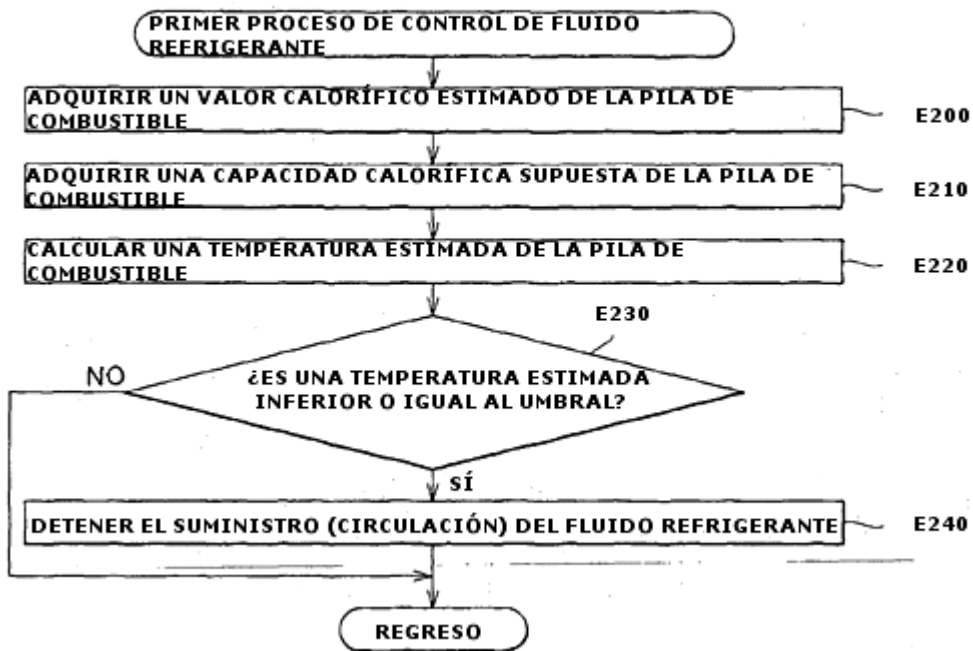 PRIMER PROCESO DE CONTROL DE FLUIDO
REFRIGERANTE
ADQUIRIR UN VALOR CALORÍFICO ESTIMADO DE LA PILA DE
COMBUSTIBLE
E200
ADQUIRIR UNA CAPACIDAD CALORÍFICA SUPUESTA DE LA PILA DE
COMBUSTIBLE
E210
CALCULAR UNA TEMPERATURA ESTIMADA DE LA PILA DE
COMBUSTIBLE
E220
E230
NO
¿ES UNA TEMPERATURA ESTIMADA
INFERIOR O IGUAL AL UMBRAL?
SÍ
DETENER EL SUMINISTRO (CIRCULACIÓN) DEL FLUIDO REFRIGERANTE
E240
REGRESO